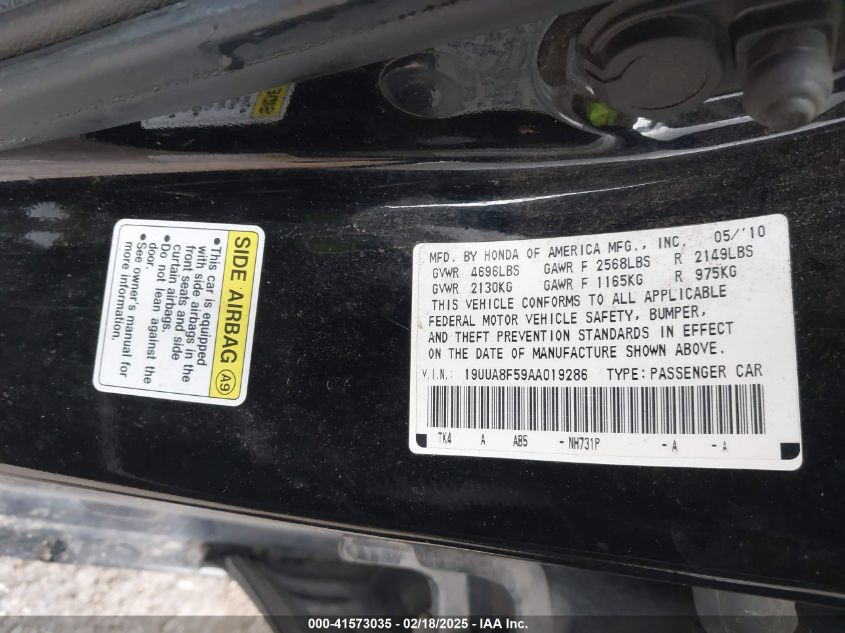 SIDE AIRBAG A9
• This car is equipped
with side airbags in the
front seats and side
curtain airbags.
• Do not lean against the
door.
• See owner's manual for
more information.
MFD. BY HONDA OF AMERICA MFG., INC. 05/'10
GVWR 4696LBS GAWR F 2568LBS R 2149LBS
GVWR 2130KG GAWR F 1165KG R 975KG
THIS VEHICLE CONFORMS TO ALL APPLICABLE
FEDERAL MOTOR VEHICLE SAFETY, BUMPER,
AND THEFT PREVENTION STANDARDS IN EFFECT
ON THE DATE OF MANUFACTURE SHOWN ABOVE.
V.I.N.: 19UUA8F59AA019286 TYPE: PASSENGER CAR
TK4 A AB5 - NH731P - A - A
000-41573035 - 02/18/2025 - IAAI.COM